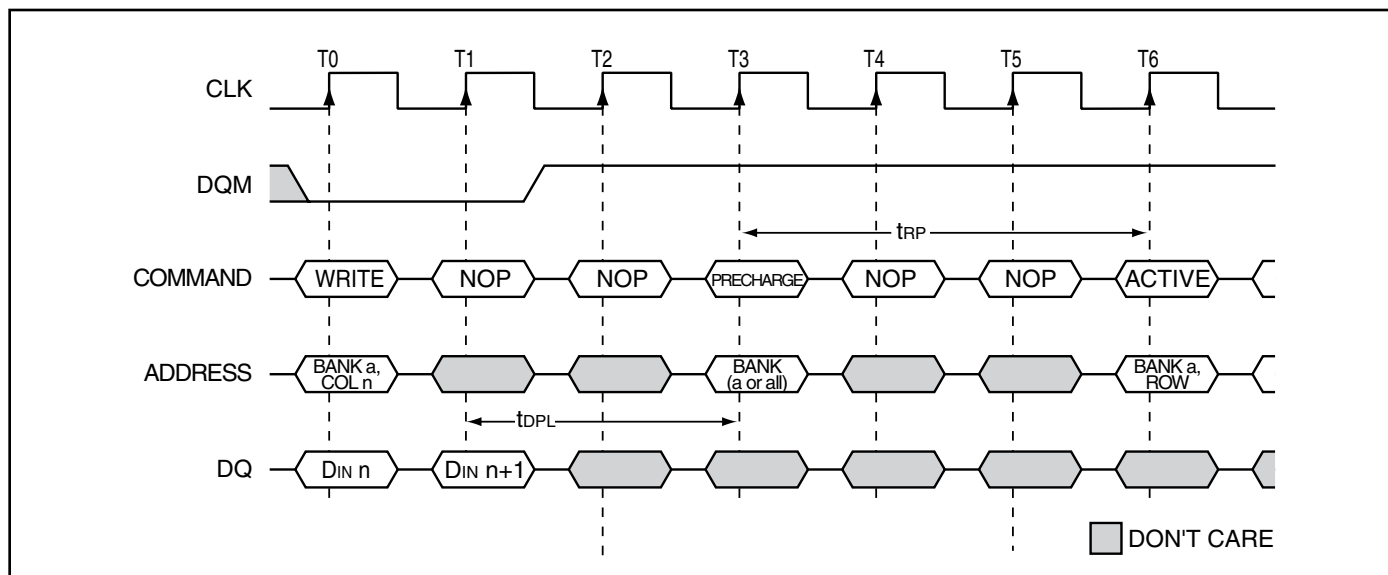 T0 T1 T2 T3 T4 T5 T6
CLK
DQM
tRP
COMMAND WRITE NOP NOP PRECHARGE NOP NOP ACTIVE
ADDRESS BANK a, COL n BANK (a or all) BANK a, ROW
tDPL
DQ DIN n DIN n+1
DON'T CARE